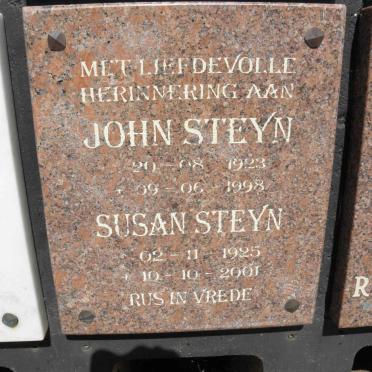 MET LIEFDEVOLLE
HERINNERING AAN
JOHN STEYN
20 - 08 - 1923
09 - 06 - 1998
SUSAN STEYN
02 - 11 - 1925
10 - 10 - 2001
RUS IN VREDE
R